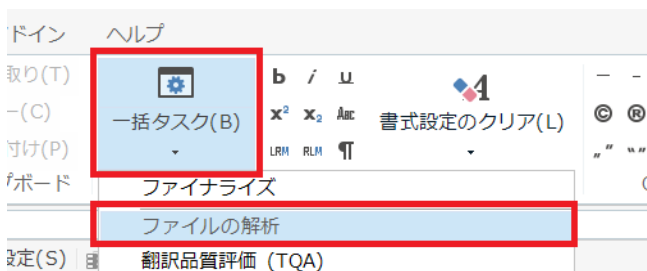 ドイン ヘルプ
取り(T)
ー(C)
付け(P)
プボード
一括タスク(B)
b i u
x² x₂ ABC
LRM RLM ¶
書式設定のクリア(L)
— -
© ®
„ " " "
ファイナライズ
ファイルの解析
設定(S)
翻訳品質評価 (TQA)